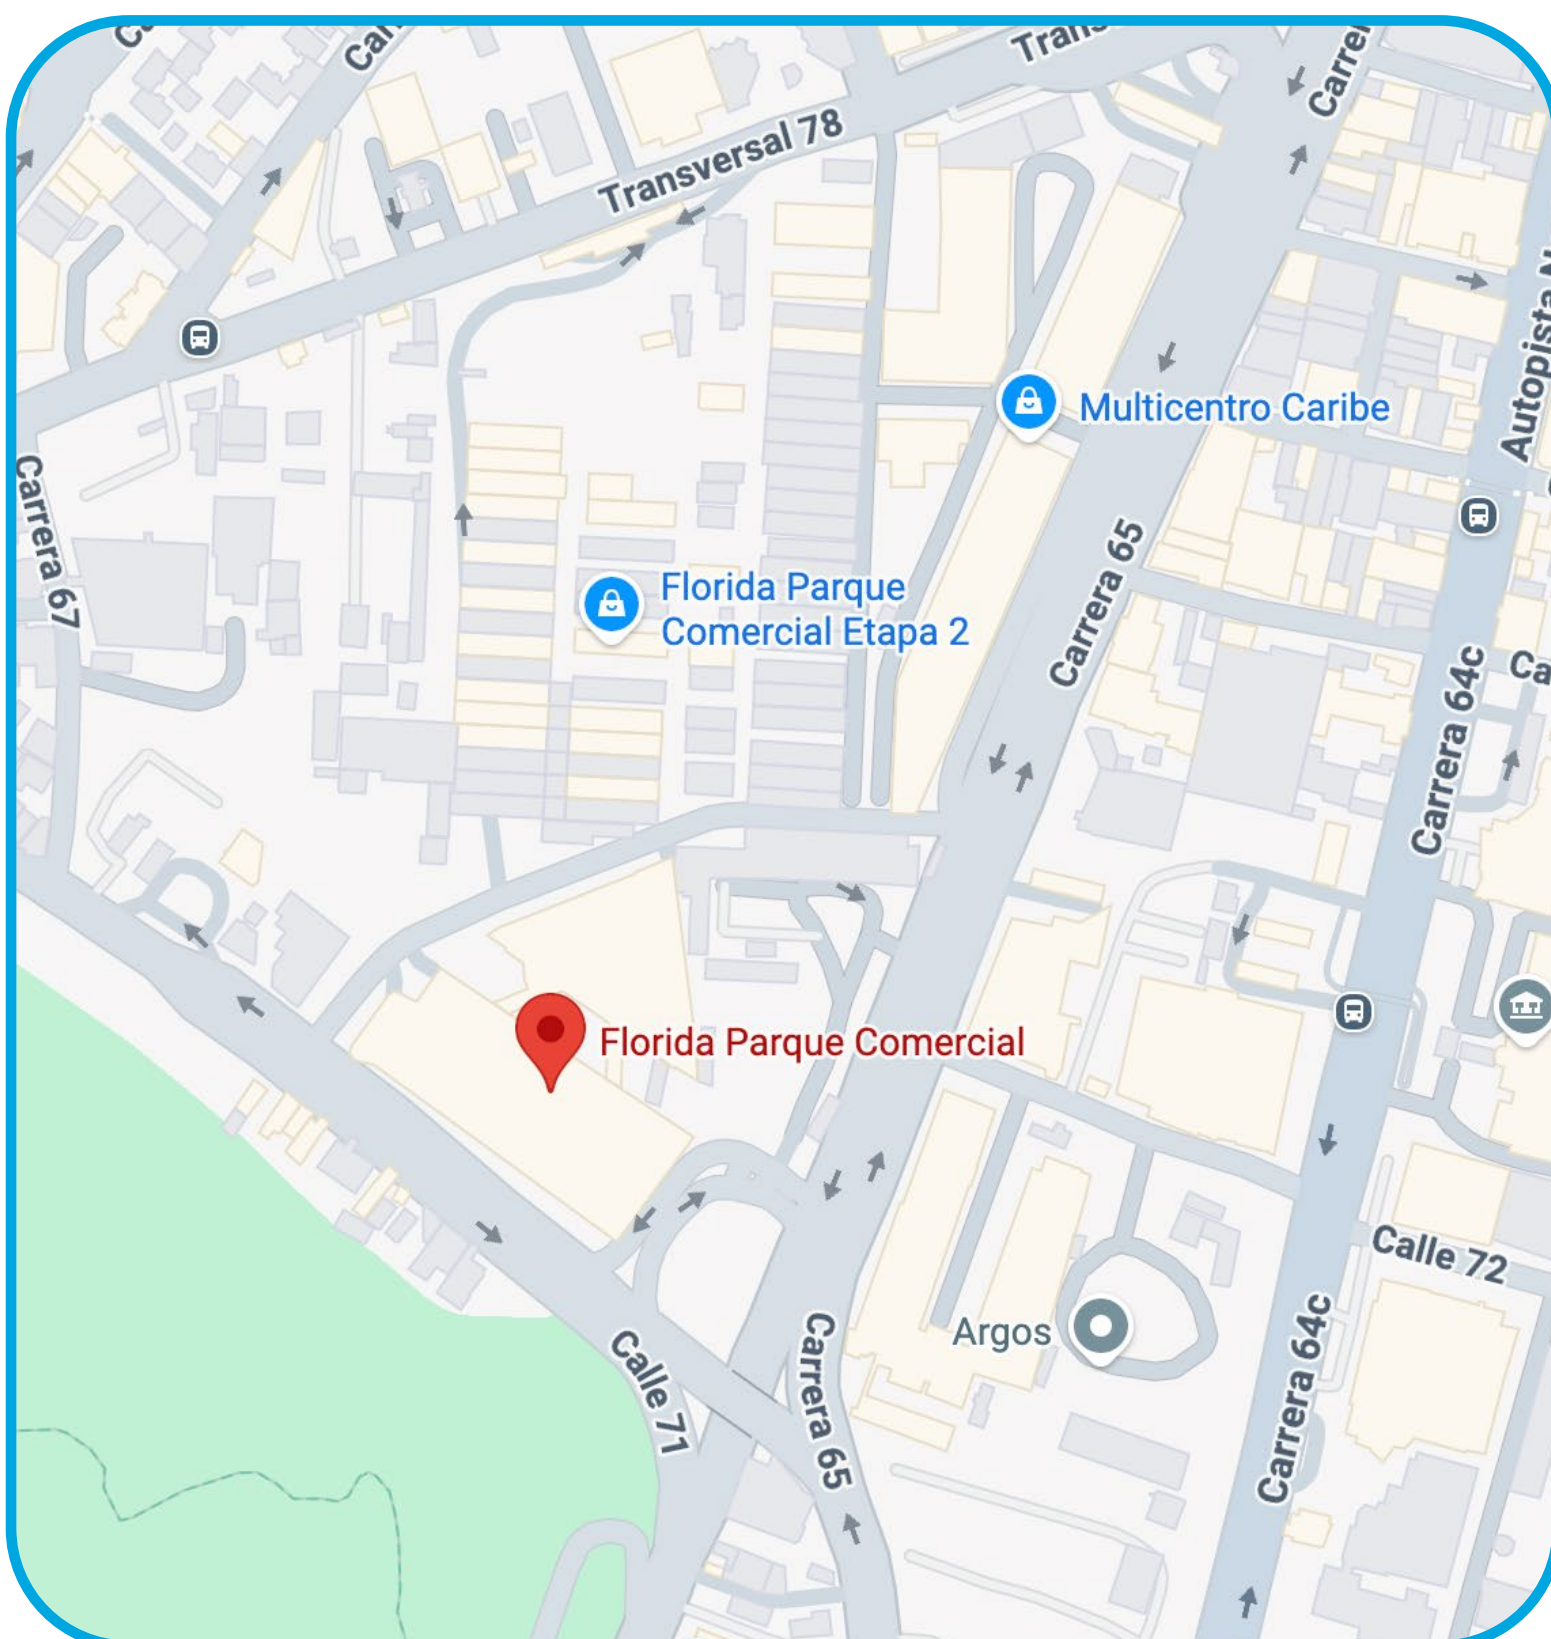 Transversal 78
Multicentro Caribe
Carrera 67
Florida Parque
Comercial Etapa 2
Carrera 65
Carrera 64c
Florida Parque Comercial
Calle 72
Argos
Calle 71
Carrera 65
Carrera 64c